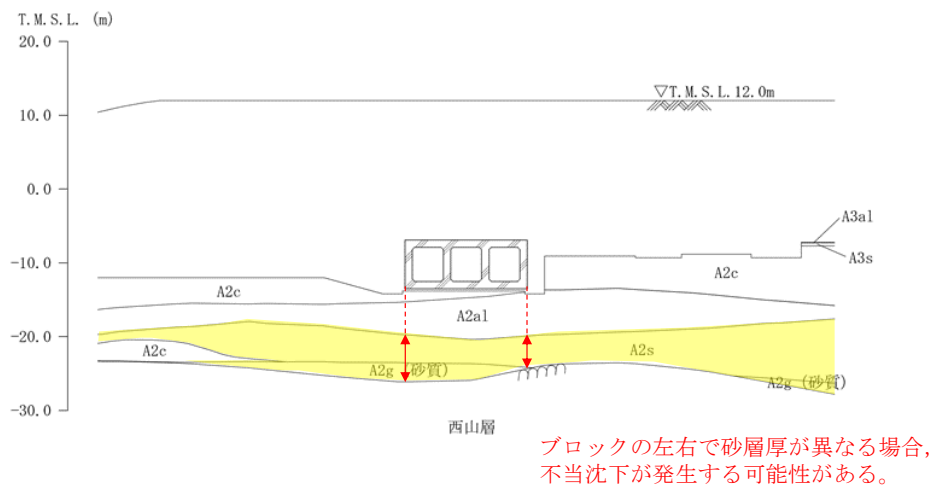 T.M.S.L. (m)
20.0
▽T.M.S.L.12.0m
10.0
0.0
A3al
A3s
-10.0
A2c
A2c
A2al
-20.0
A2c
A2s
A2g (砂質)
A2g (砂質)
-30.0
西山層
ブロックの左右で砂層厚が異なる場合，
不当沈下が発生する可能性がある。